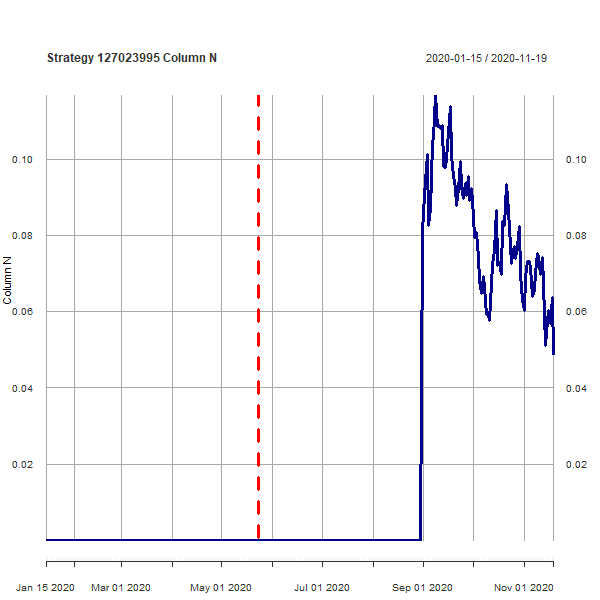 Strategy 127023995 Column N
2020-01-15 / 2020-11-19
0.10
0.08
0.06
0.04
0.02
Column N
0.10
0.08
0.06
0.04
0.02
Jan 15 2020
Mar 01 2020
May 01 2020
Jul 01 2020
Sep 01 2020
Nov 01 2020